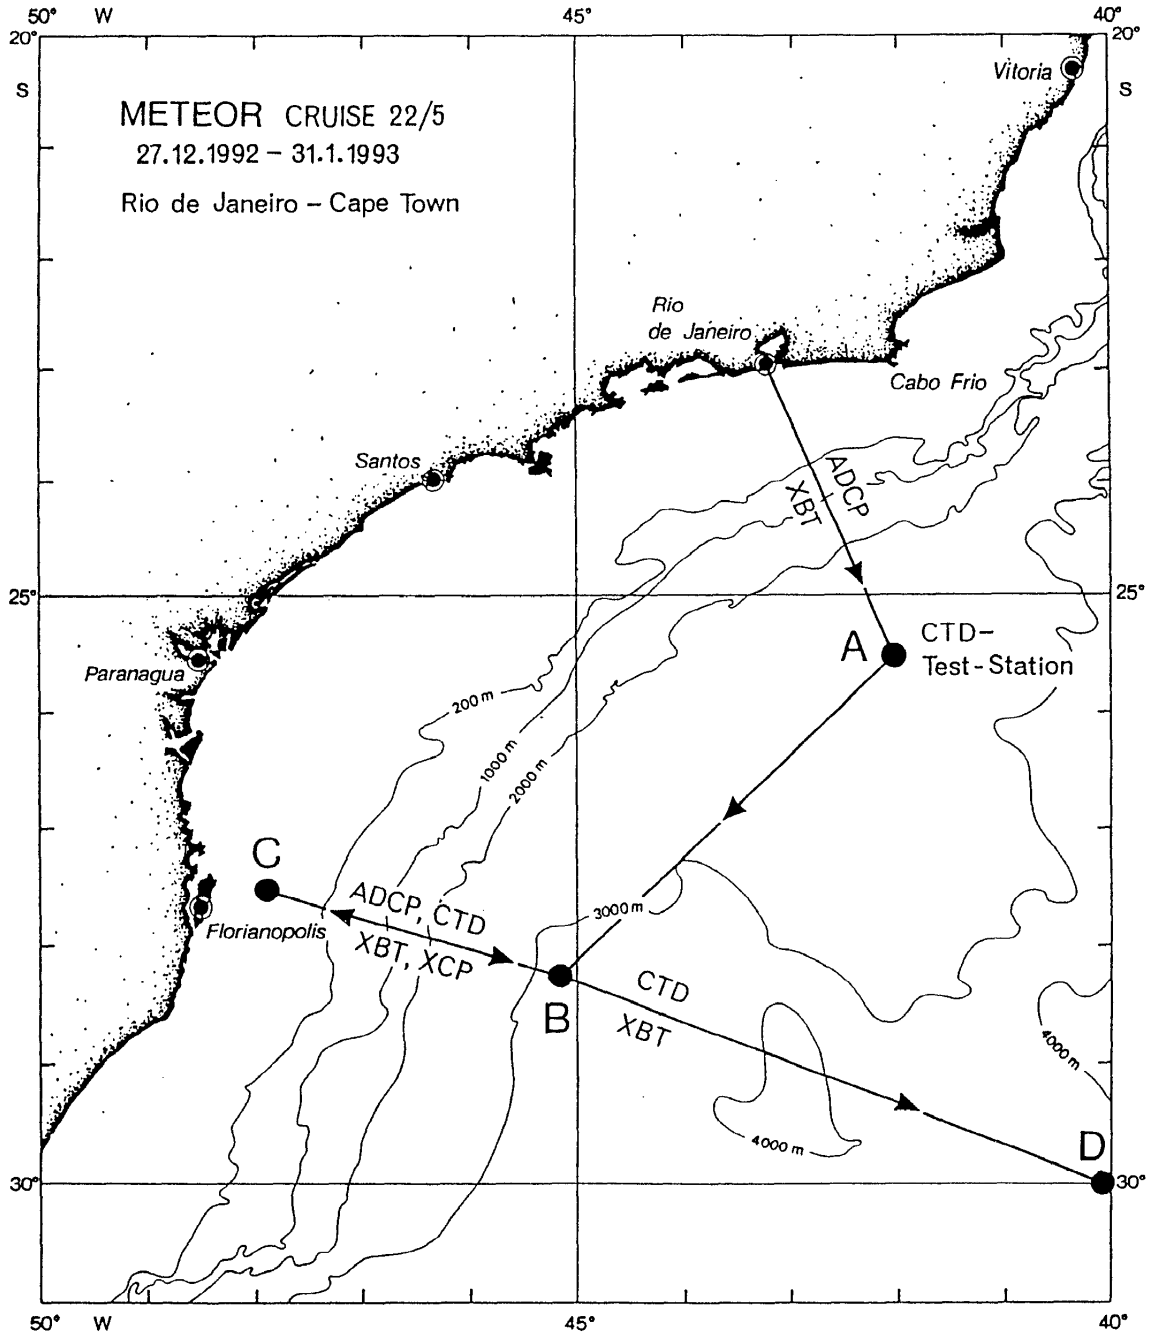 50° W 45° 40°
20° 20°
S S
Vitoria
METEOR CRUISE 22/5
27.12.1992 – 31.1.1993
Rio de Janeiro – Cape Town
Rio
de Janeiro
Cabo Frio
Santos
ADCP
XBT
25° 25°
A CTD-
Test-Station
Paranagua
200 m
1000 m
2000 m
C
ADCP, CTD
XBT, XCP
3000 m
Florianopolis
B
CTD
XBT
4000 m
4000 m
D
30° 30°
50° W 45° 40°